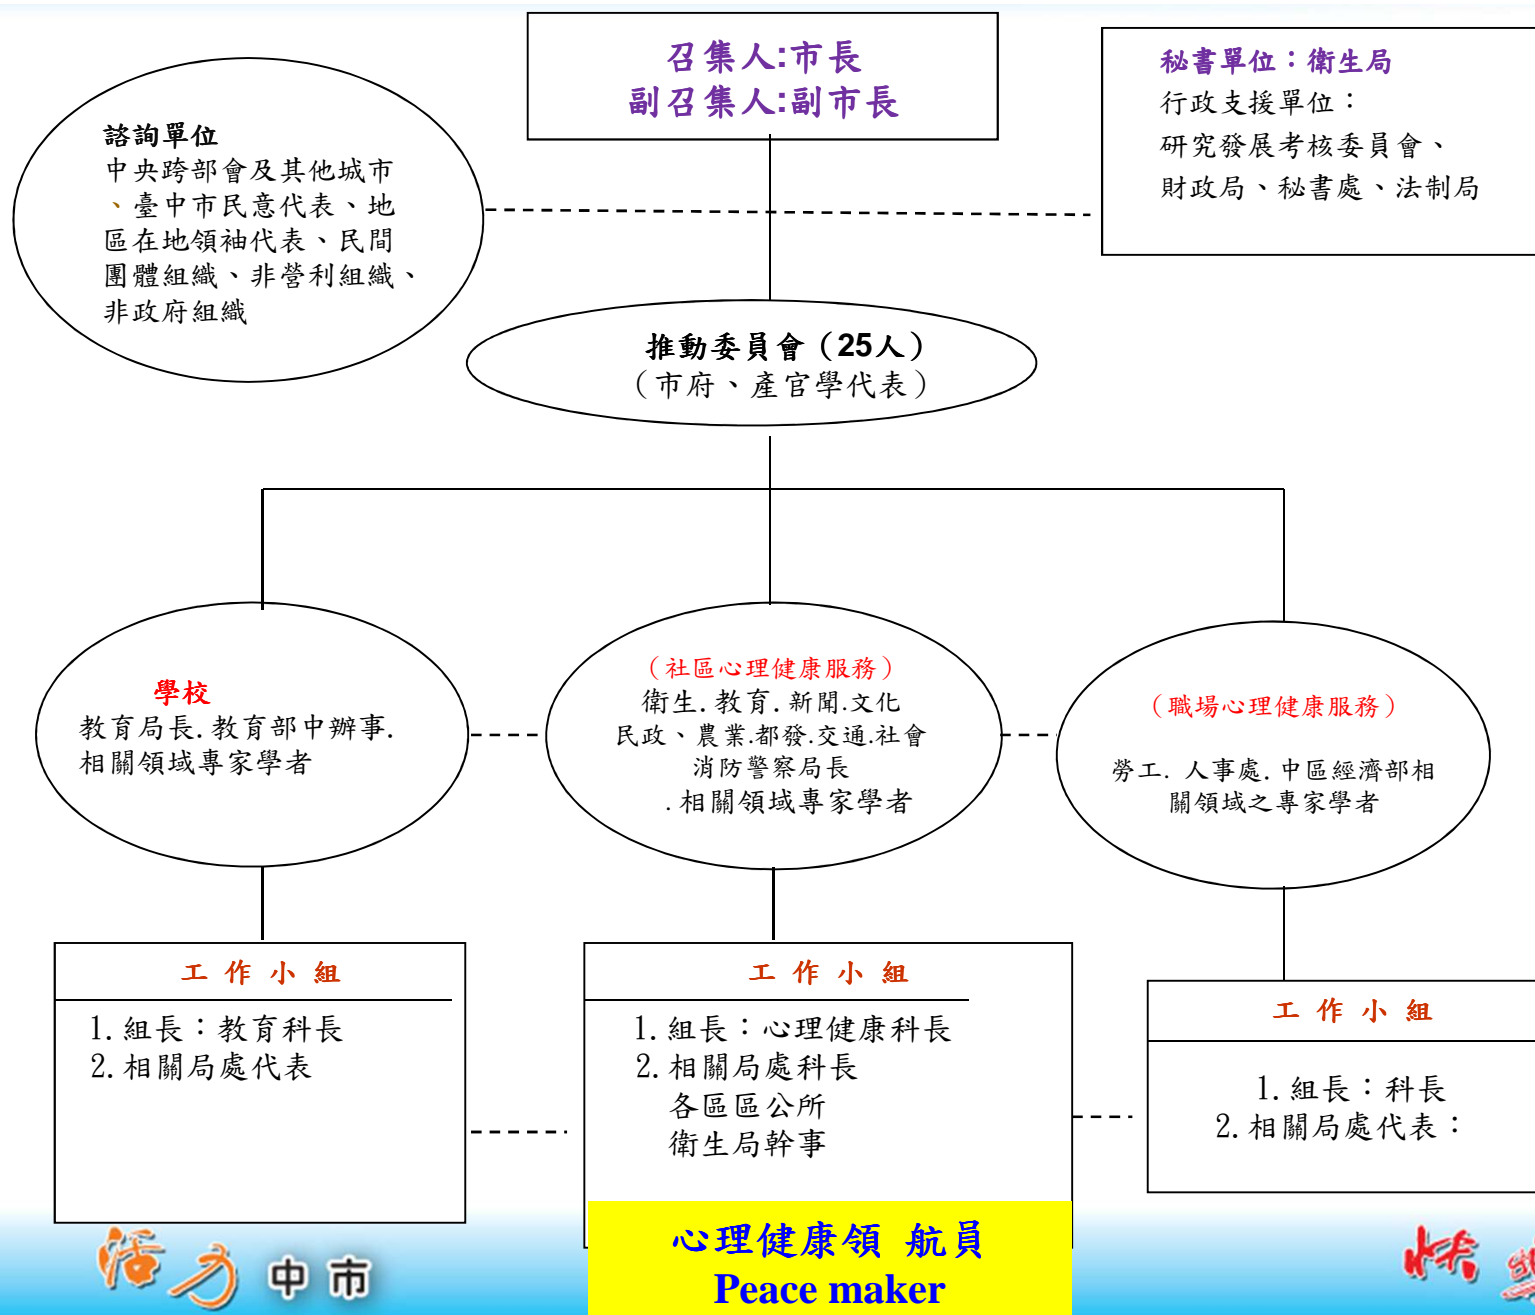 召集人:市長
副召集人:副市長
秘書單位：衛生局
行政支援單位：
研究發展考核委員會、
財政局、秘書處、法制局
諮詢單位
中央跨部會及其他城市
、臺中市民意代表、地
區在地領袖代表、民間
團體組織、非營利組織、
非政府組織
推動委員會（25人）
（市府、產官學代表）
學校
教育局長.教育部中辦事.
相關領域專家學者
（社區心理健康服務）
衛生.教育.新聞.文化
民政、農業.都發.交通.社會
消防警察局長
.相關領域專家學者
（職場心理健康服務）
勞工. 人事處.中區經濟部相
關領域之專家學者
工 作 小 組
1.組長：教育科長
2.相關局處代表
工 作 小 組
1.組長：心理健康科長
2.相關局處科長
各區區公所
衛生局幹事
工 作 小 組
1.組長：科長
2.相關局處代表：
心理健康領 航員
Peace maker
活力中市